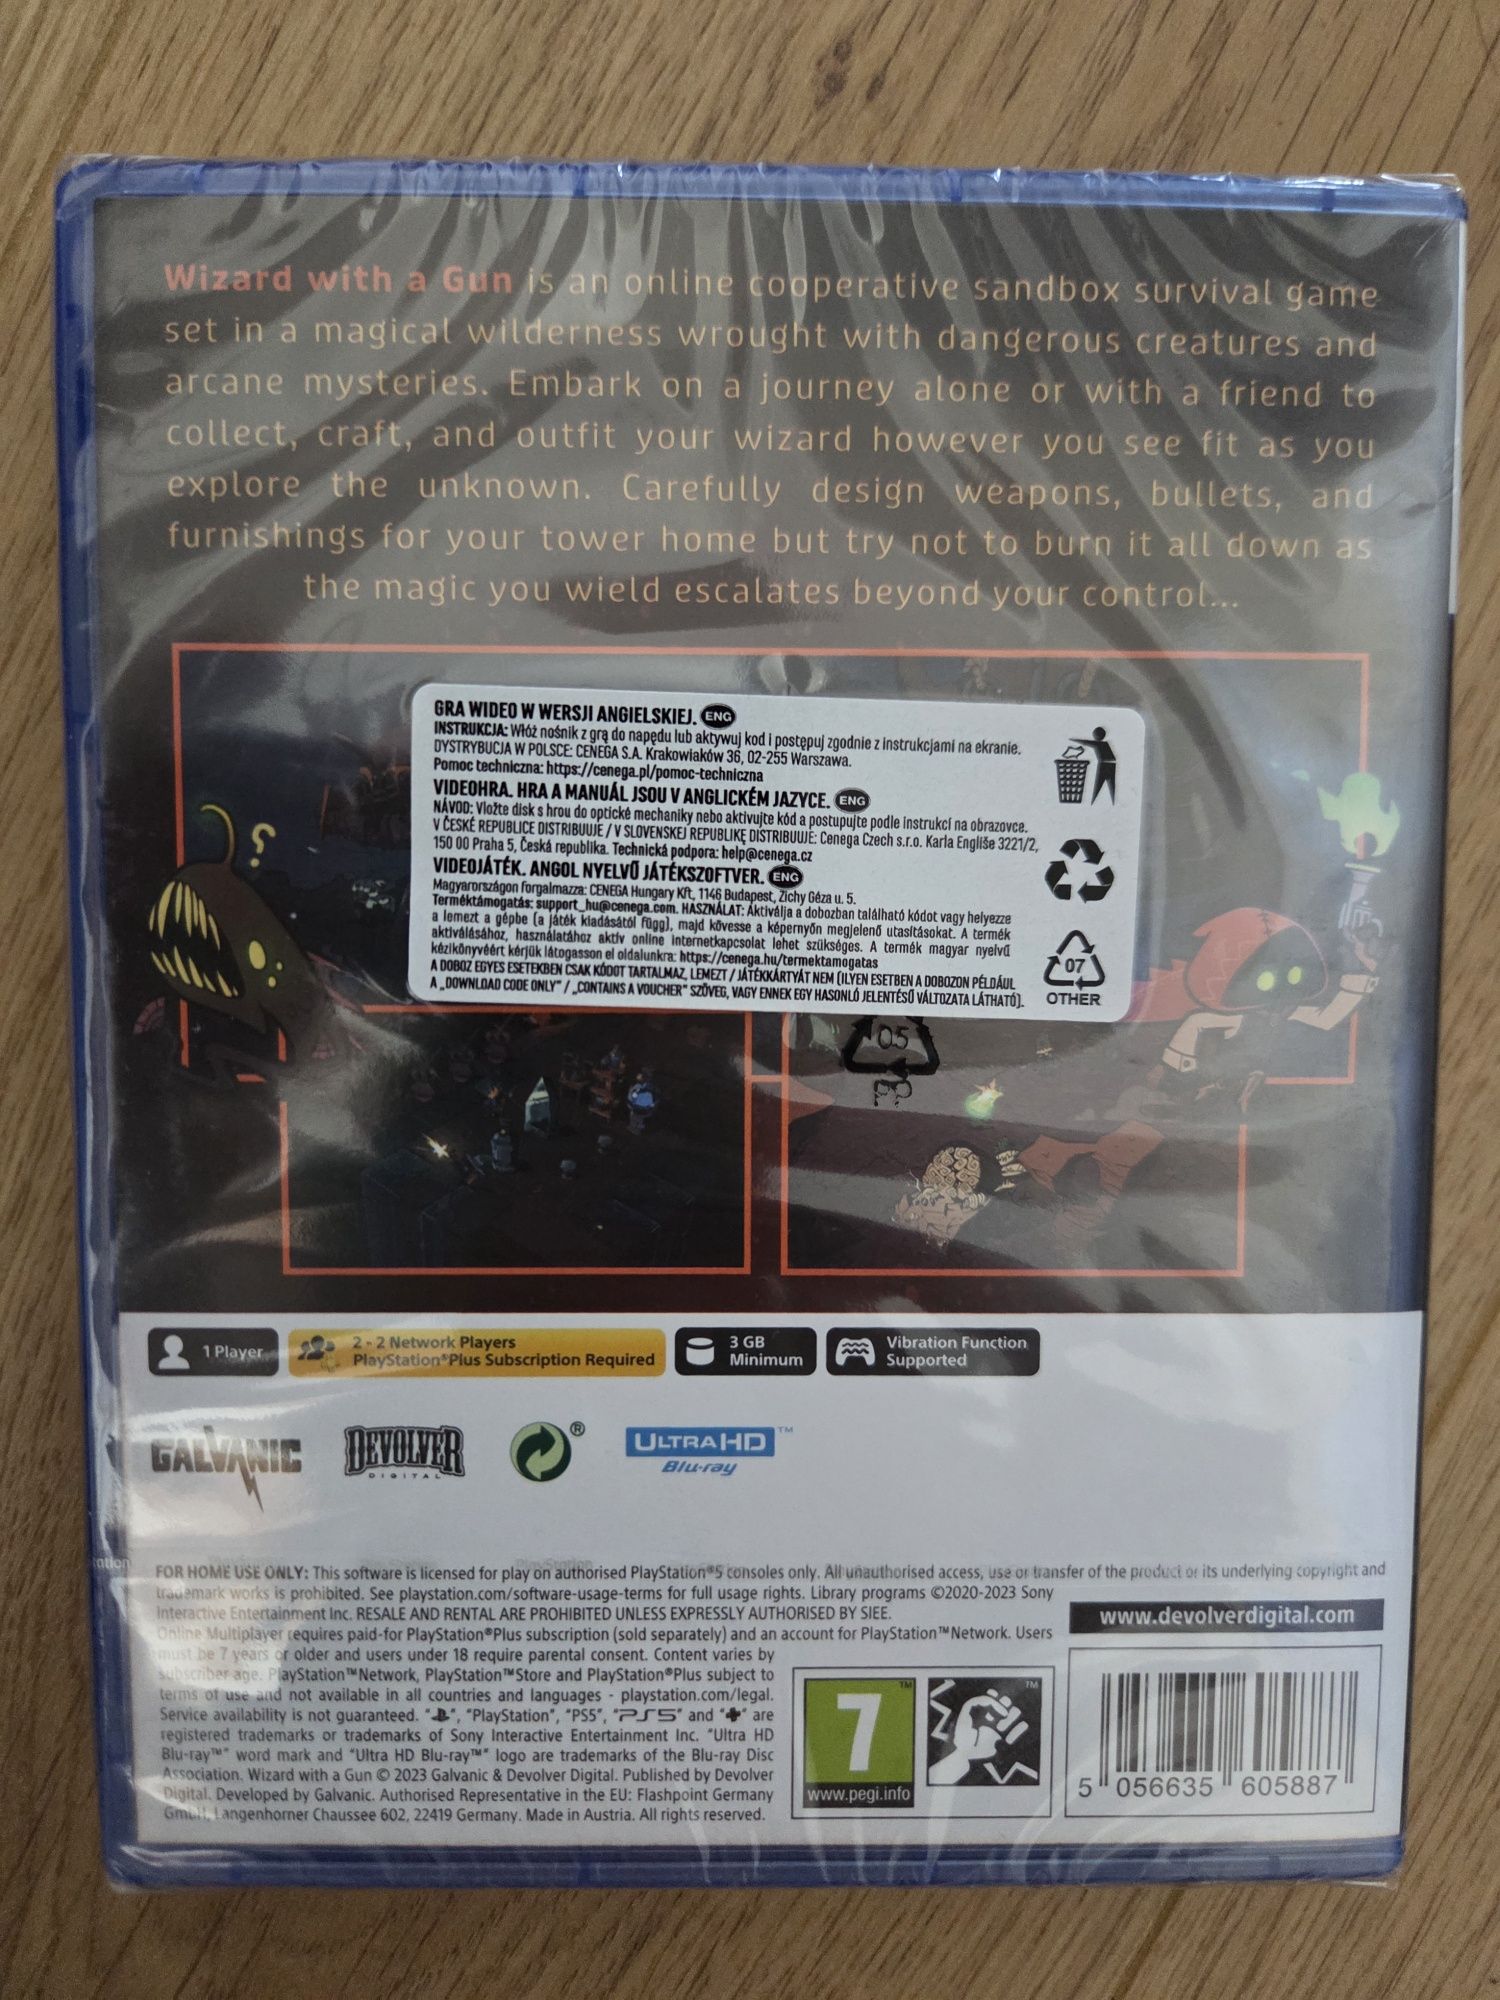 Wizard with a Gun is an online cooperative sandbox survival game
set in a magical wilderness wrought with dangerous creatures and
arcane mysteries. Embark on a journey alone or with a friend to
collect, craft, and outfit your wizard however you see fit as you
explore the unknown. Carefully design weapons, bullets, and
furnishings for your tower home but try not to burn it all down as
the magic you wield escalates beyond your control...
GRA WIDEO W WERSJI ANGIELSKIEJ. ENG
INSTRUKCJA: Włóż nośnik z grą do napędu lub aktywuj kod i postępuj zgodnie z instrukcjami na ekranie.
DYSTRYBUCJA W POLSCE: CENEGA S.A. Krakowiaków 36, 02-255 Warszawa.
Pomoc techniczna: https://cenega.pl/pomoc-techniczna
VIDEOHRA. HRA A MANUÁL JSOU V ANGLICKÉM JAZYCE. ENG
NÁVOD: Vložte disk s hrou do optické mechaniky nebo aktivujte kód a postupujte podle instrukcí na obrazovce.
V ČESKÉ REPUBLICE DISTRIBUUJE / V SLOVENSKEJ REPUBLIKĘ DISTRIBUUJE: Cenega Czech s.r.o. Karla Engliše 3221/2,
150 00 Praha 5, Česká republika. Technická podpora: help@cenega.cz
VIDEOJÁTÉK. ANGOL NYELVŰ JÁTÉKSZOFTVER. ENG
Magyarországon forgalmazza: CENEGA Hungary Kft, 1146 Budapest, Zichy Géza u. 5.
Terméktámogatás: support_hu@cenega.com. HASZNÁLAT: Aktiválja a dobozban található kódot vagy helyezze
a lemezt a gépbe (a játék kiadásától függ), majd kövesse a képernyőn megjelenő utasításokat. A termék
aktiválásához, használatához aktív online internetkapcsolat lehet szükséges. A termék magyar nyelvű
kézikönyvéért kérjük látogasson el oldalunkra: https://cenega.hu/termektamogatas
A DOBOZ EGYES ESETEKBEN CSAK KÓDOT TARTALMAZ, LEMEZT / JÁTÉKKÁRTYÁT NEM (ILYEN ESETBEN A DOBOZON PÉLDÁUL
A „DOWNLOAD CODE ONLY" / „CONTAINS A VOUCHER" SZÖVEG, VAGY ENNEK EGY HASONLÓ JELENTÉSŰ VÁLTOZATA LÁTHATÓ).
07
OTHER
05
PP
1 Player
2 - 2 Network Players
PlayStation®Plus Subscription Required
3 GB
Minimum
Vibration Function
Supported
GALVANIC
DEVOLVER
DIGITAL
®
ULTRA HD™
Blu-ray
FOR HOME USE ONLY: This software is licensed for play on authorised PlayStation®5 consoles only. All unauthorised access, use or transfer of the product or its underlying copyright and
trademark works is prohibited. See playstation.com/software-usage-terms for full usage rights. Library programs ©2020-2023 Sony
Interactive Entertainment Inc. RESALE AND RENTAL ARE PROHIBITED UNLESS EXPRESSLY AUTHORISED BY SIEE.
Online Multiplayer requires paid-for PlayStation®Plus subscription (sold separately) and an account for PlayStation™Network. Users
must be 7 years or older and users under 18 require parental consent. Content varies by
subscriber age. PlayStation™Network, PlayStation™Store and PlayStation®Plus subject to
terms of use and not available in all countries and languages - playstation.com/legal.
Service availability is not guaranteed. "", "PlayStation", "PS5", "PS5" and "" are
registered trademarks or trademarks of Sony Interactive Entertainment Inc. "Ultra HD
Blu-ray™" word mark and "Ultra HD Blu-ray™" logo are trademarks of the Blu-ray Disc
Association. Wizard with a Gun © 2023 Galvanic & Devolver Digital. Published by Devolver
Digital. Developed by Galvanic. Authorised Representative in the EU: Flashpoint Germany
GmbH, Langenhorner Chaussee 602, 22419 Germany. Made in Austria. All rights reserved.
www.devolverdigital.com
7
™
www.pegi.info
™
5 056635 605887